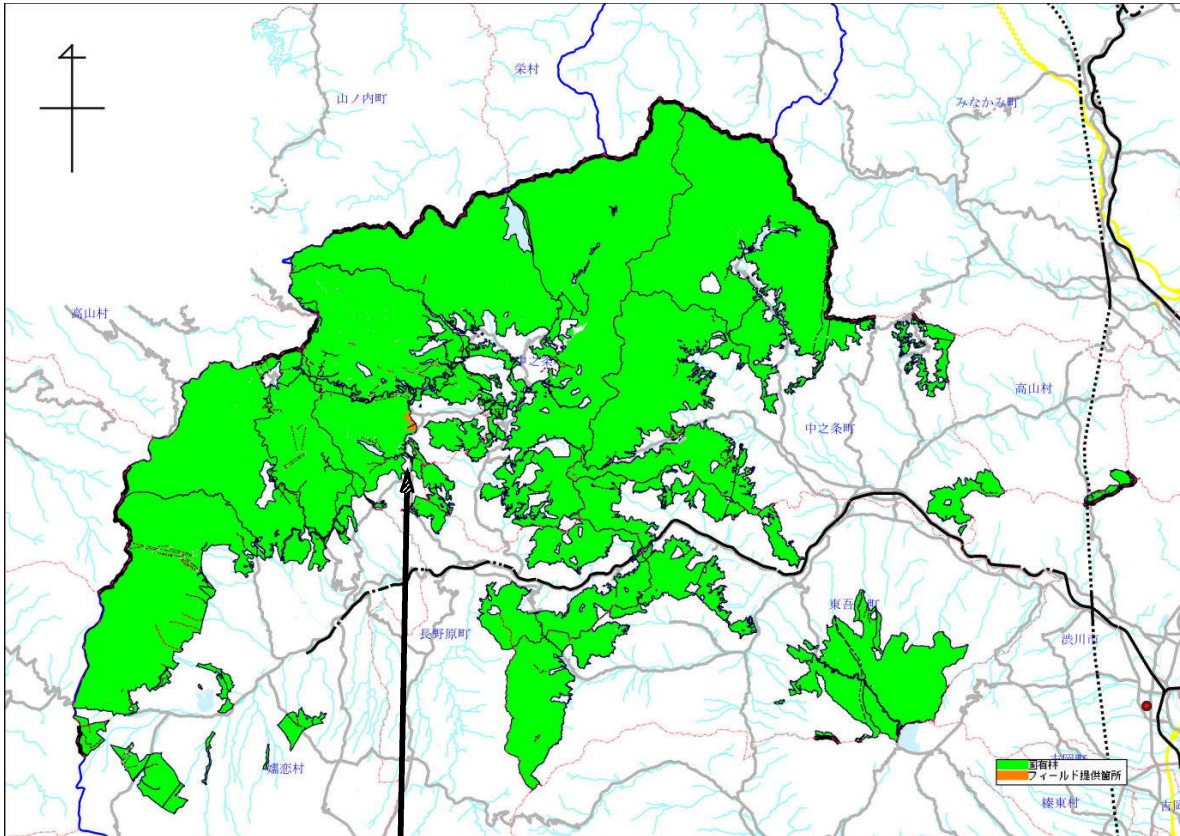 栄村
山ノ内町
みなかみ町
高山村
高山村
中之条町
長野原町
東吾
町
渋川市
嬬恋村
国有林
フィールド提供箇所
榛東村
吉岡